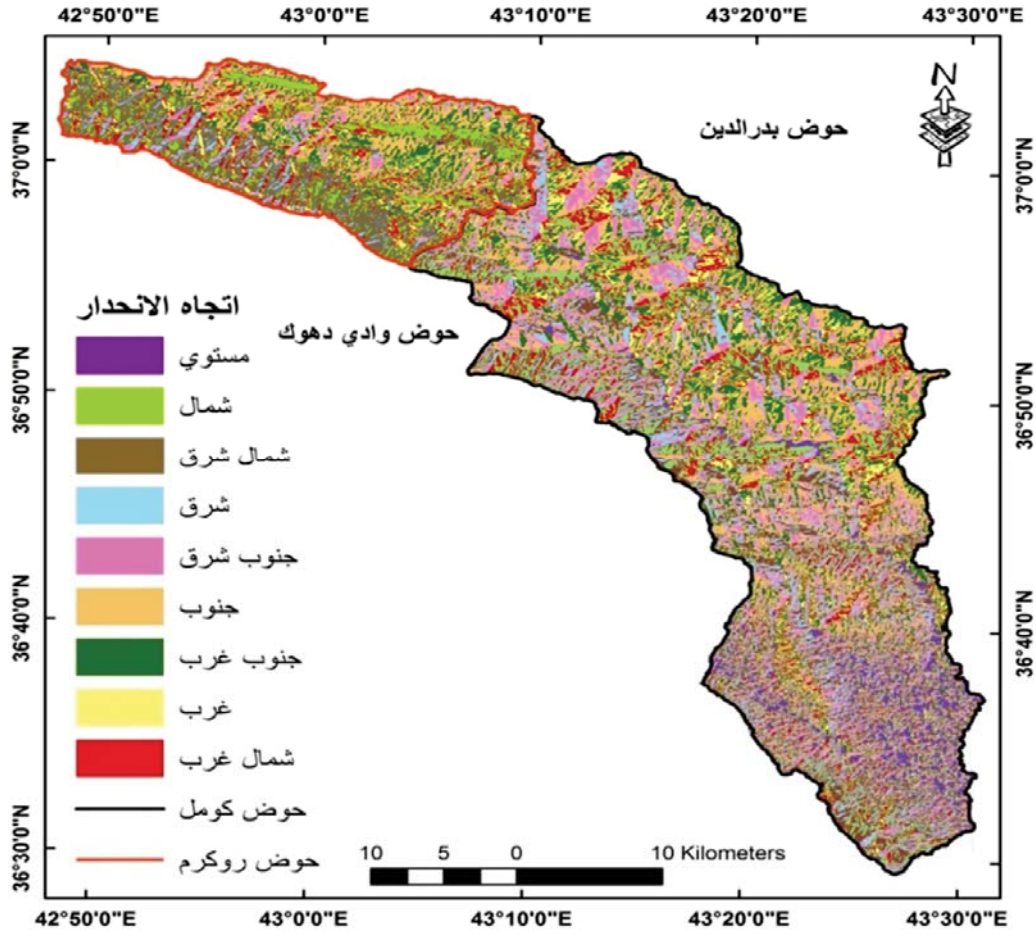 42°50'0"E 43°0'0"E 43°10'0"E 43°20'0"E 43°30'0"E
N
حوض بدرالدين
37°0'0"N
37°0'0"N
حوض وادي دهوك
اتجاه الانحدار
مستوي
شمال
شمال شرق
شرق
جنوب شرق
جنوب
جنوب غرب
غرب
شمال غرب
حوض كومل
حوض روكرم
36°50'0"N
36°50'0"N
36°40'0"N
36°40'0"N
36°30'0"N
36°30'0"N
10 5 0 10 Kilometers
42°50'0"E 43°0'0"E 43°10'0"E 43°20'0"E 43°30'0"E